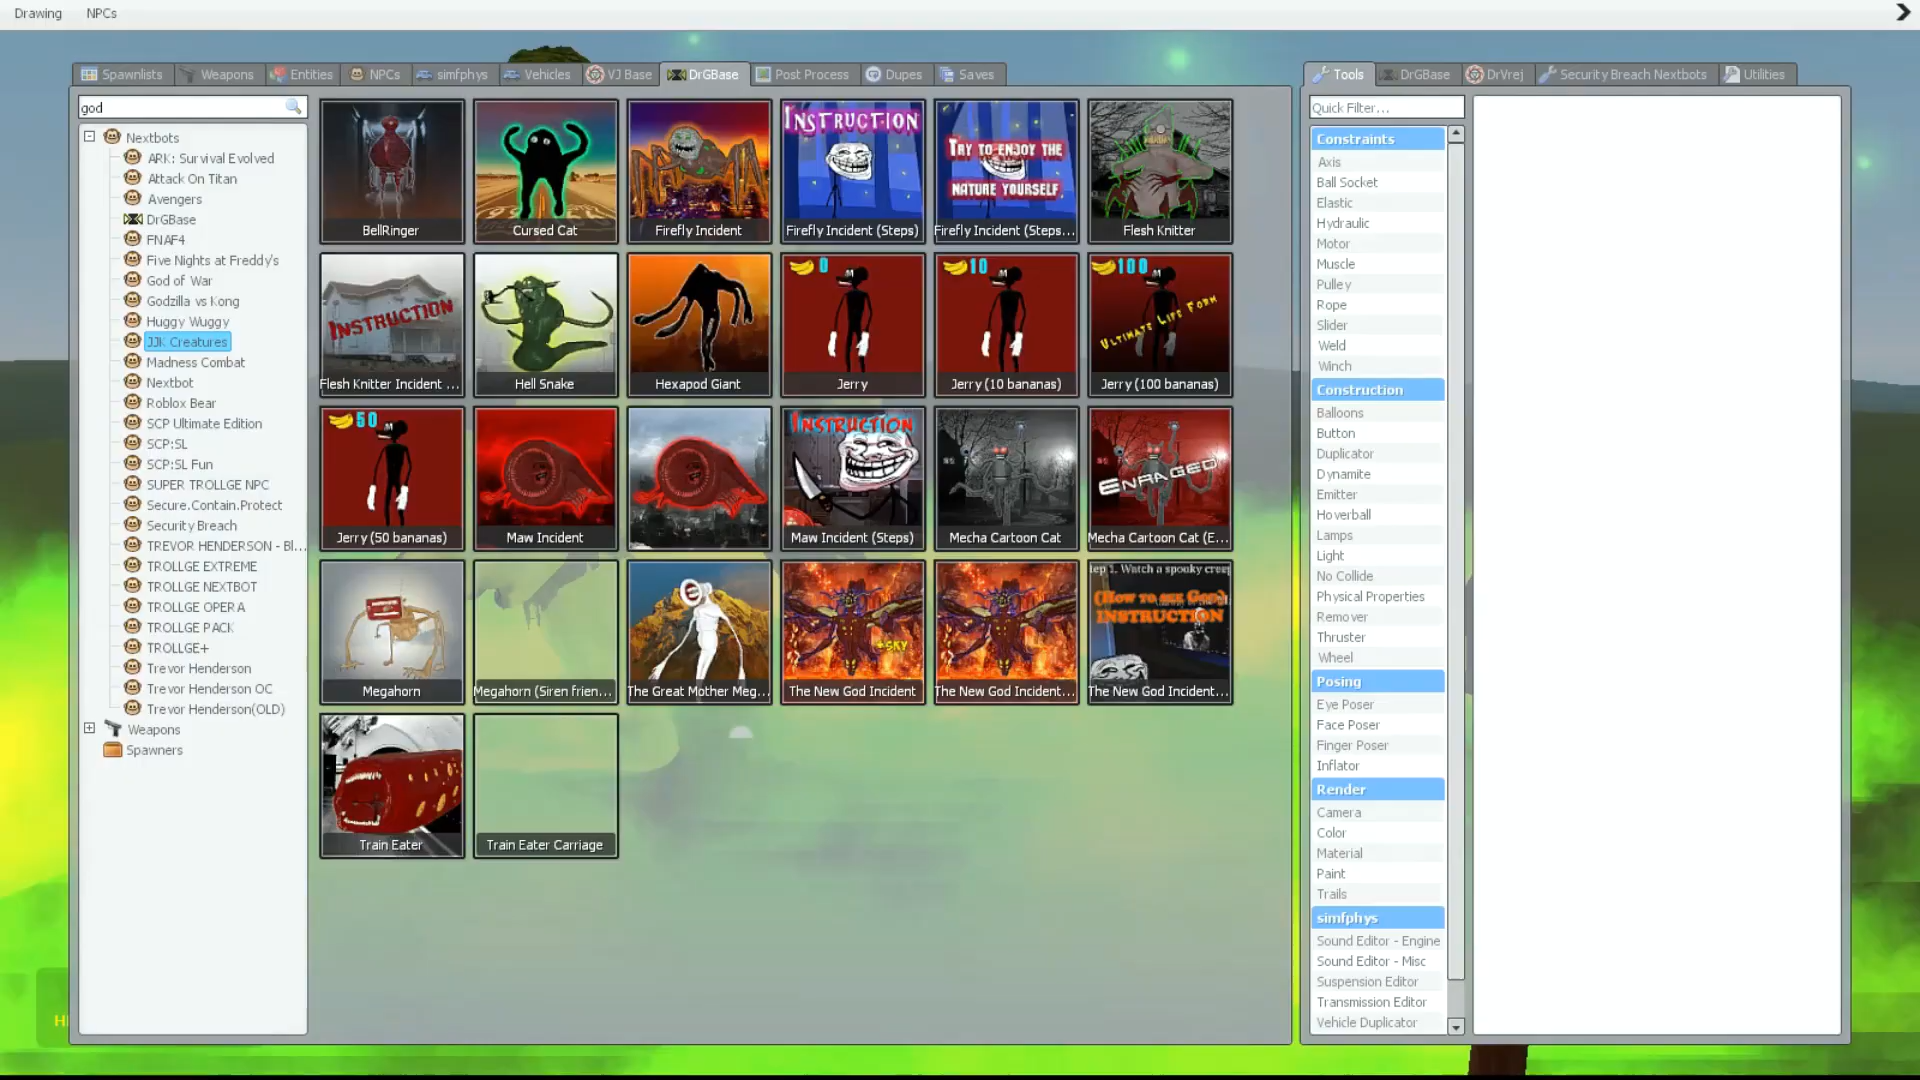 Drawing NPCs
Spawnlists Weapons Entities NPCs simfphys Vehicles VJ Base DrGBase Post Process Dupes Saves
Tools DrGBase DrVrej Security Breach Nextbots Utilities
god
Nextbots
ARK: Survival Evolved
Attack On Titan
Avengers
DrGBase
FNAF4
Five Nights at Freddy's
God of War
Godzilla vs Kong
Huggy Wuggy
JJK Creatures
Madness Combat
Nextbot
Roblox Bear
SCP Ultimate Edition
SCP:SL
SCP:SL Fun
SUPER TROLLGE NPC
Secure.Contain.Protect
Security Breach
TREVOR HENDERSON - Bl...
TROLLGE EXTREME
TROLLGE NEXTBOT
TROLLGE OPERA
TROLLGE PACK
TROLLGE+
Trevor Henderson
Trevor Henderson OC
Trevor Henderson(OLD)
Weapons
Spawners
BellRinger
Cursed Cat
Firefly Incident
INSTRUCTION
Firefly Incident (Steps)
TRY TO ENJOY THE
NATURE YOURSELF
Firefly Incident (Steps...
Flesh Knitter
INSTRUCTION
Flesh Knitter Incident ...
Hell Snake
Hexapod Giant
0
Jerry
10
Jerry (10 bananas)
100
ULTIMATE LIFE FORM
Jerry (100 bananas)
50
Jerry (50 bananas)
Maw Incident
INSTRUCTION
Maw Incident (Steps)
Mecha Cartoon Cat
ENRAGED
Mecha Cartoon Cat (E...
Megahorn
Megahorn (Siren frien...
The Great Mother Meg...
+SKY
The New God Incident
The New God Incident...
tep 1. Watch a spooky cree
(How to see God)
INSTRUCTION
The New God Incident...
Train Eater
Train Eater Carriage
Quick Filter...
Constraints
Axis
Ball Socket
Elastic
Hydraulic
Motor
Muscle
Pulley
Rope
Slider
Weld
Winch
Construction
Balloons
Button
Duplicator
Dynamite
Emitter
Hoverball
Lamps
Light
No Collide
Physical Properties
Remover
Thruster
Wheel
Posing
Eye Poser
Face Poser
Finger Poser
Inflator
Render
Camera
Color
Material
Paint
Trails
simfphys
Sound Editor - Engine
Sound Editor - Misc
Suspension Editor
Transmission Editor
Vehicle Duplicator